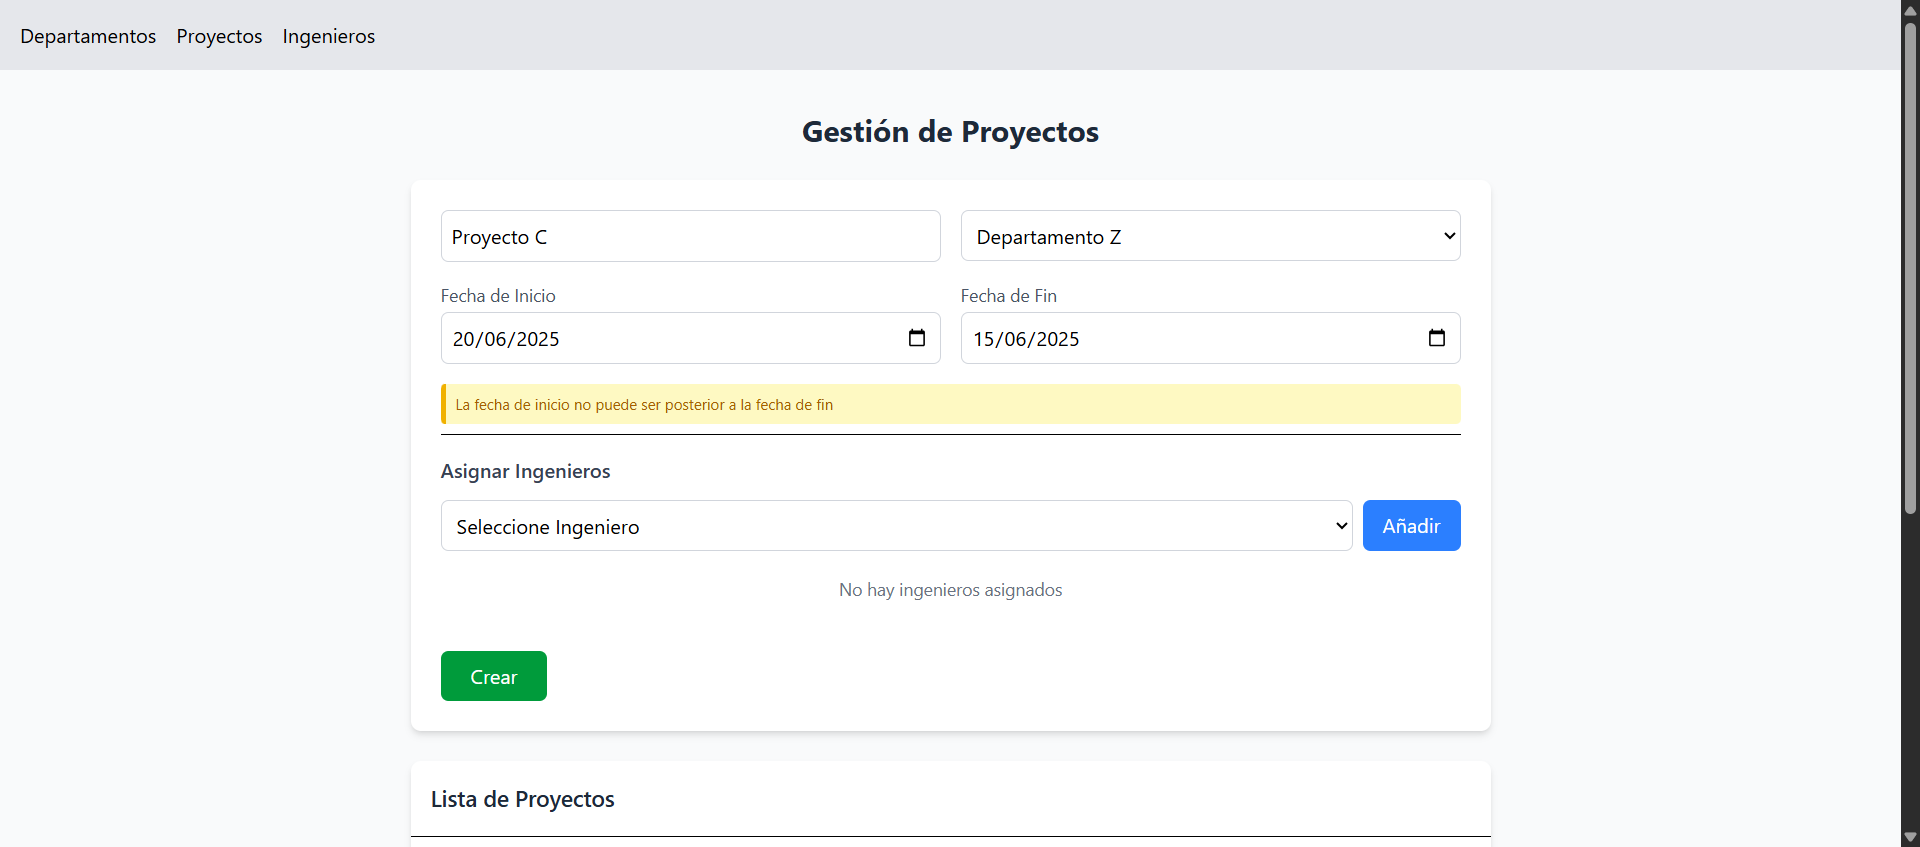 Departamentos Proyectos Ingenieros
Gestión de Proyectos
Proyecto C
Departamento Z
Fecha de Inicio
Fecha de Fin
20/06/2025
15/06/2025
La fecha de inicio no puede ser posterior a la fecha de fin
Asignar Ingenieros
Seleccione Ingeniero
Añadir
No hay ingenieros asignados
Crear
Lista de Proyectos